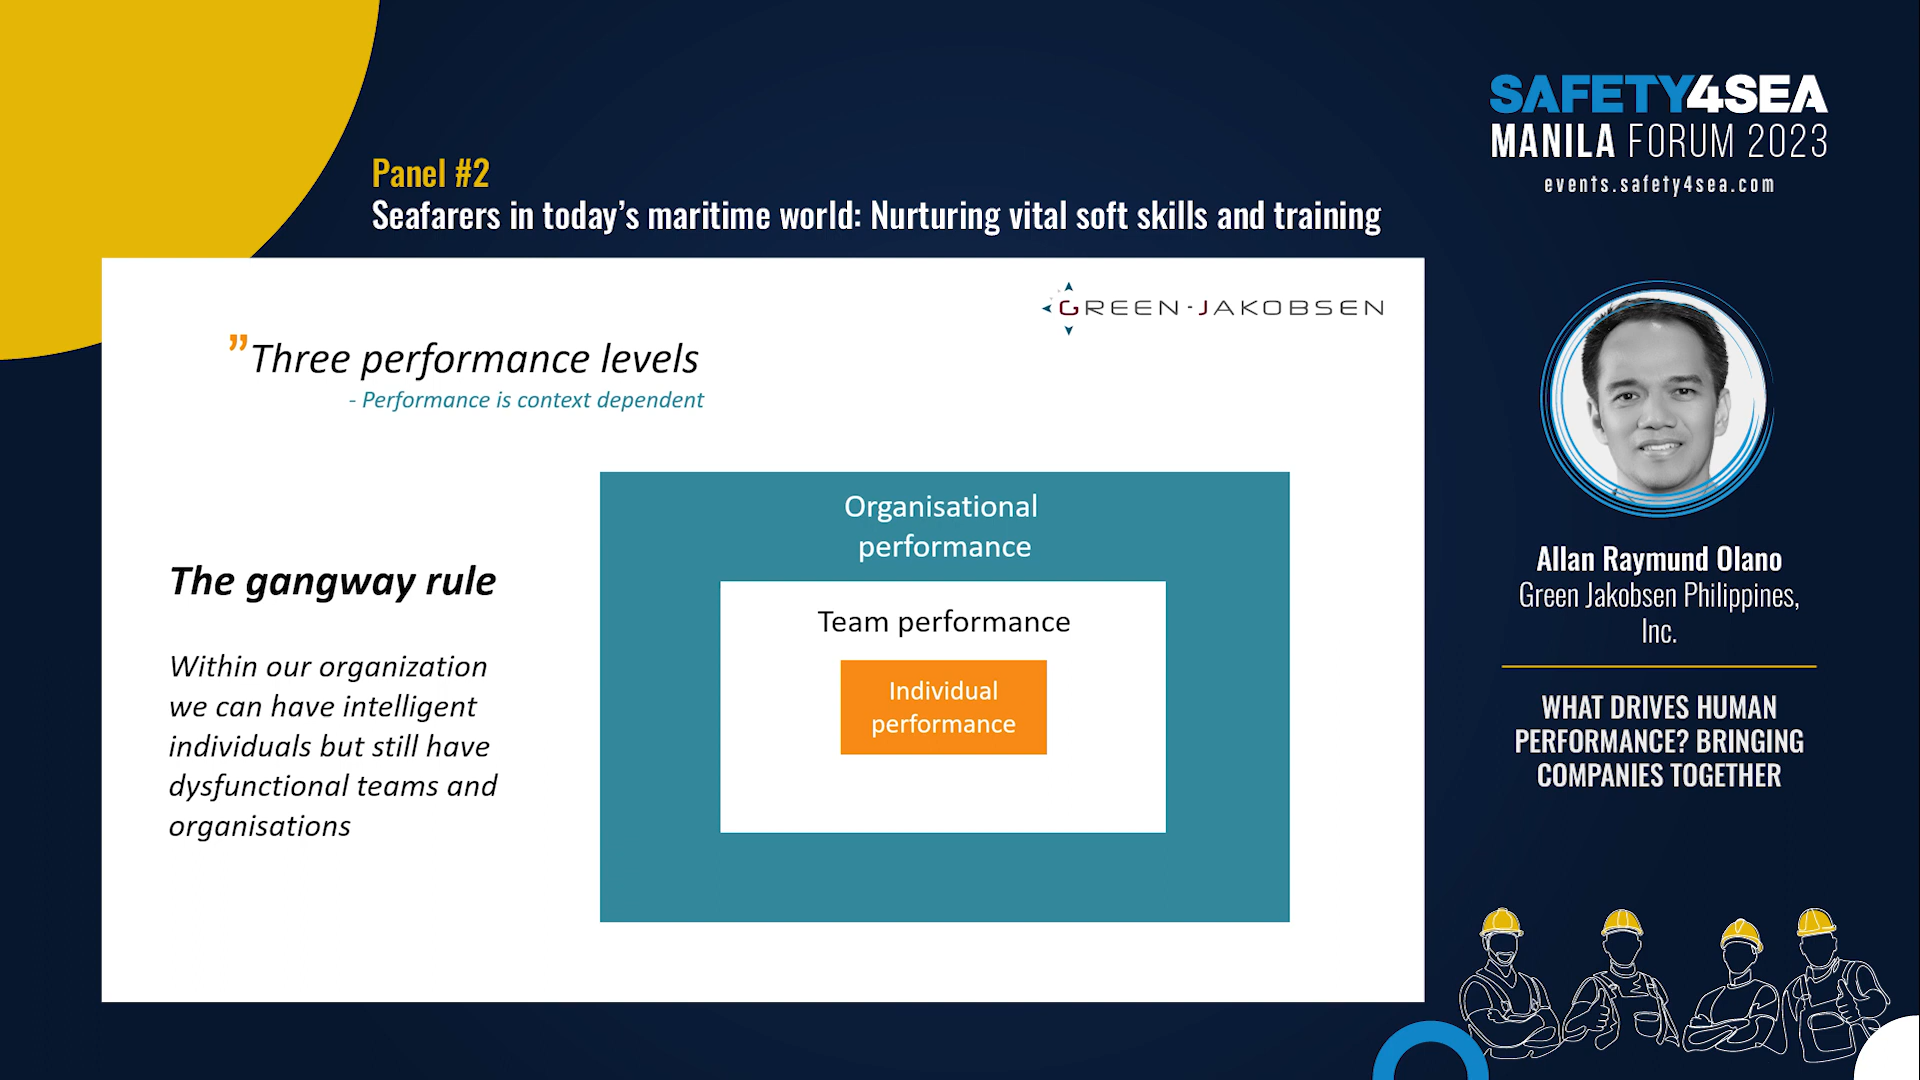 SAFETY4SEA
MANILA FORUM 2023
events.safety4sea.com
Panel #2
Seafarers in today’s maritime world: Nurturing vital soft skills and training
GREEN-JAKOBSEN
”Three performance levels
- Performance is context dependent
The gangway rule
Within our organization
we can have intelligent
individuals but still have
dysfunctional teams and
organisations
Organisational
performance
Team performance
Individual
performance
Allan Raymund Olano
Green Jakobsen Philippines,
Inc.
WHAT DRIVES HUMAN
PERFORMANCE? BRINGING
COMPANIES TOGETHER